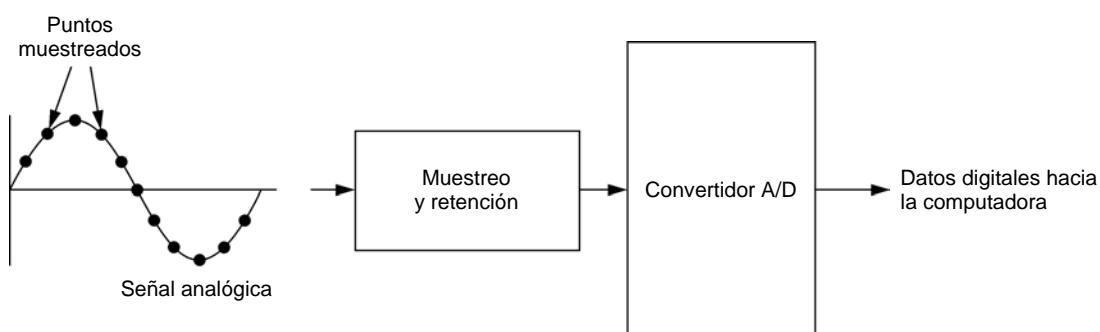 Puntos
muestreados
Muestreo
y retención
Convertidor A/D
Datos digitales hacia
la computadora
Señal analógica